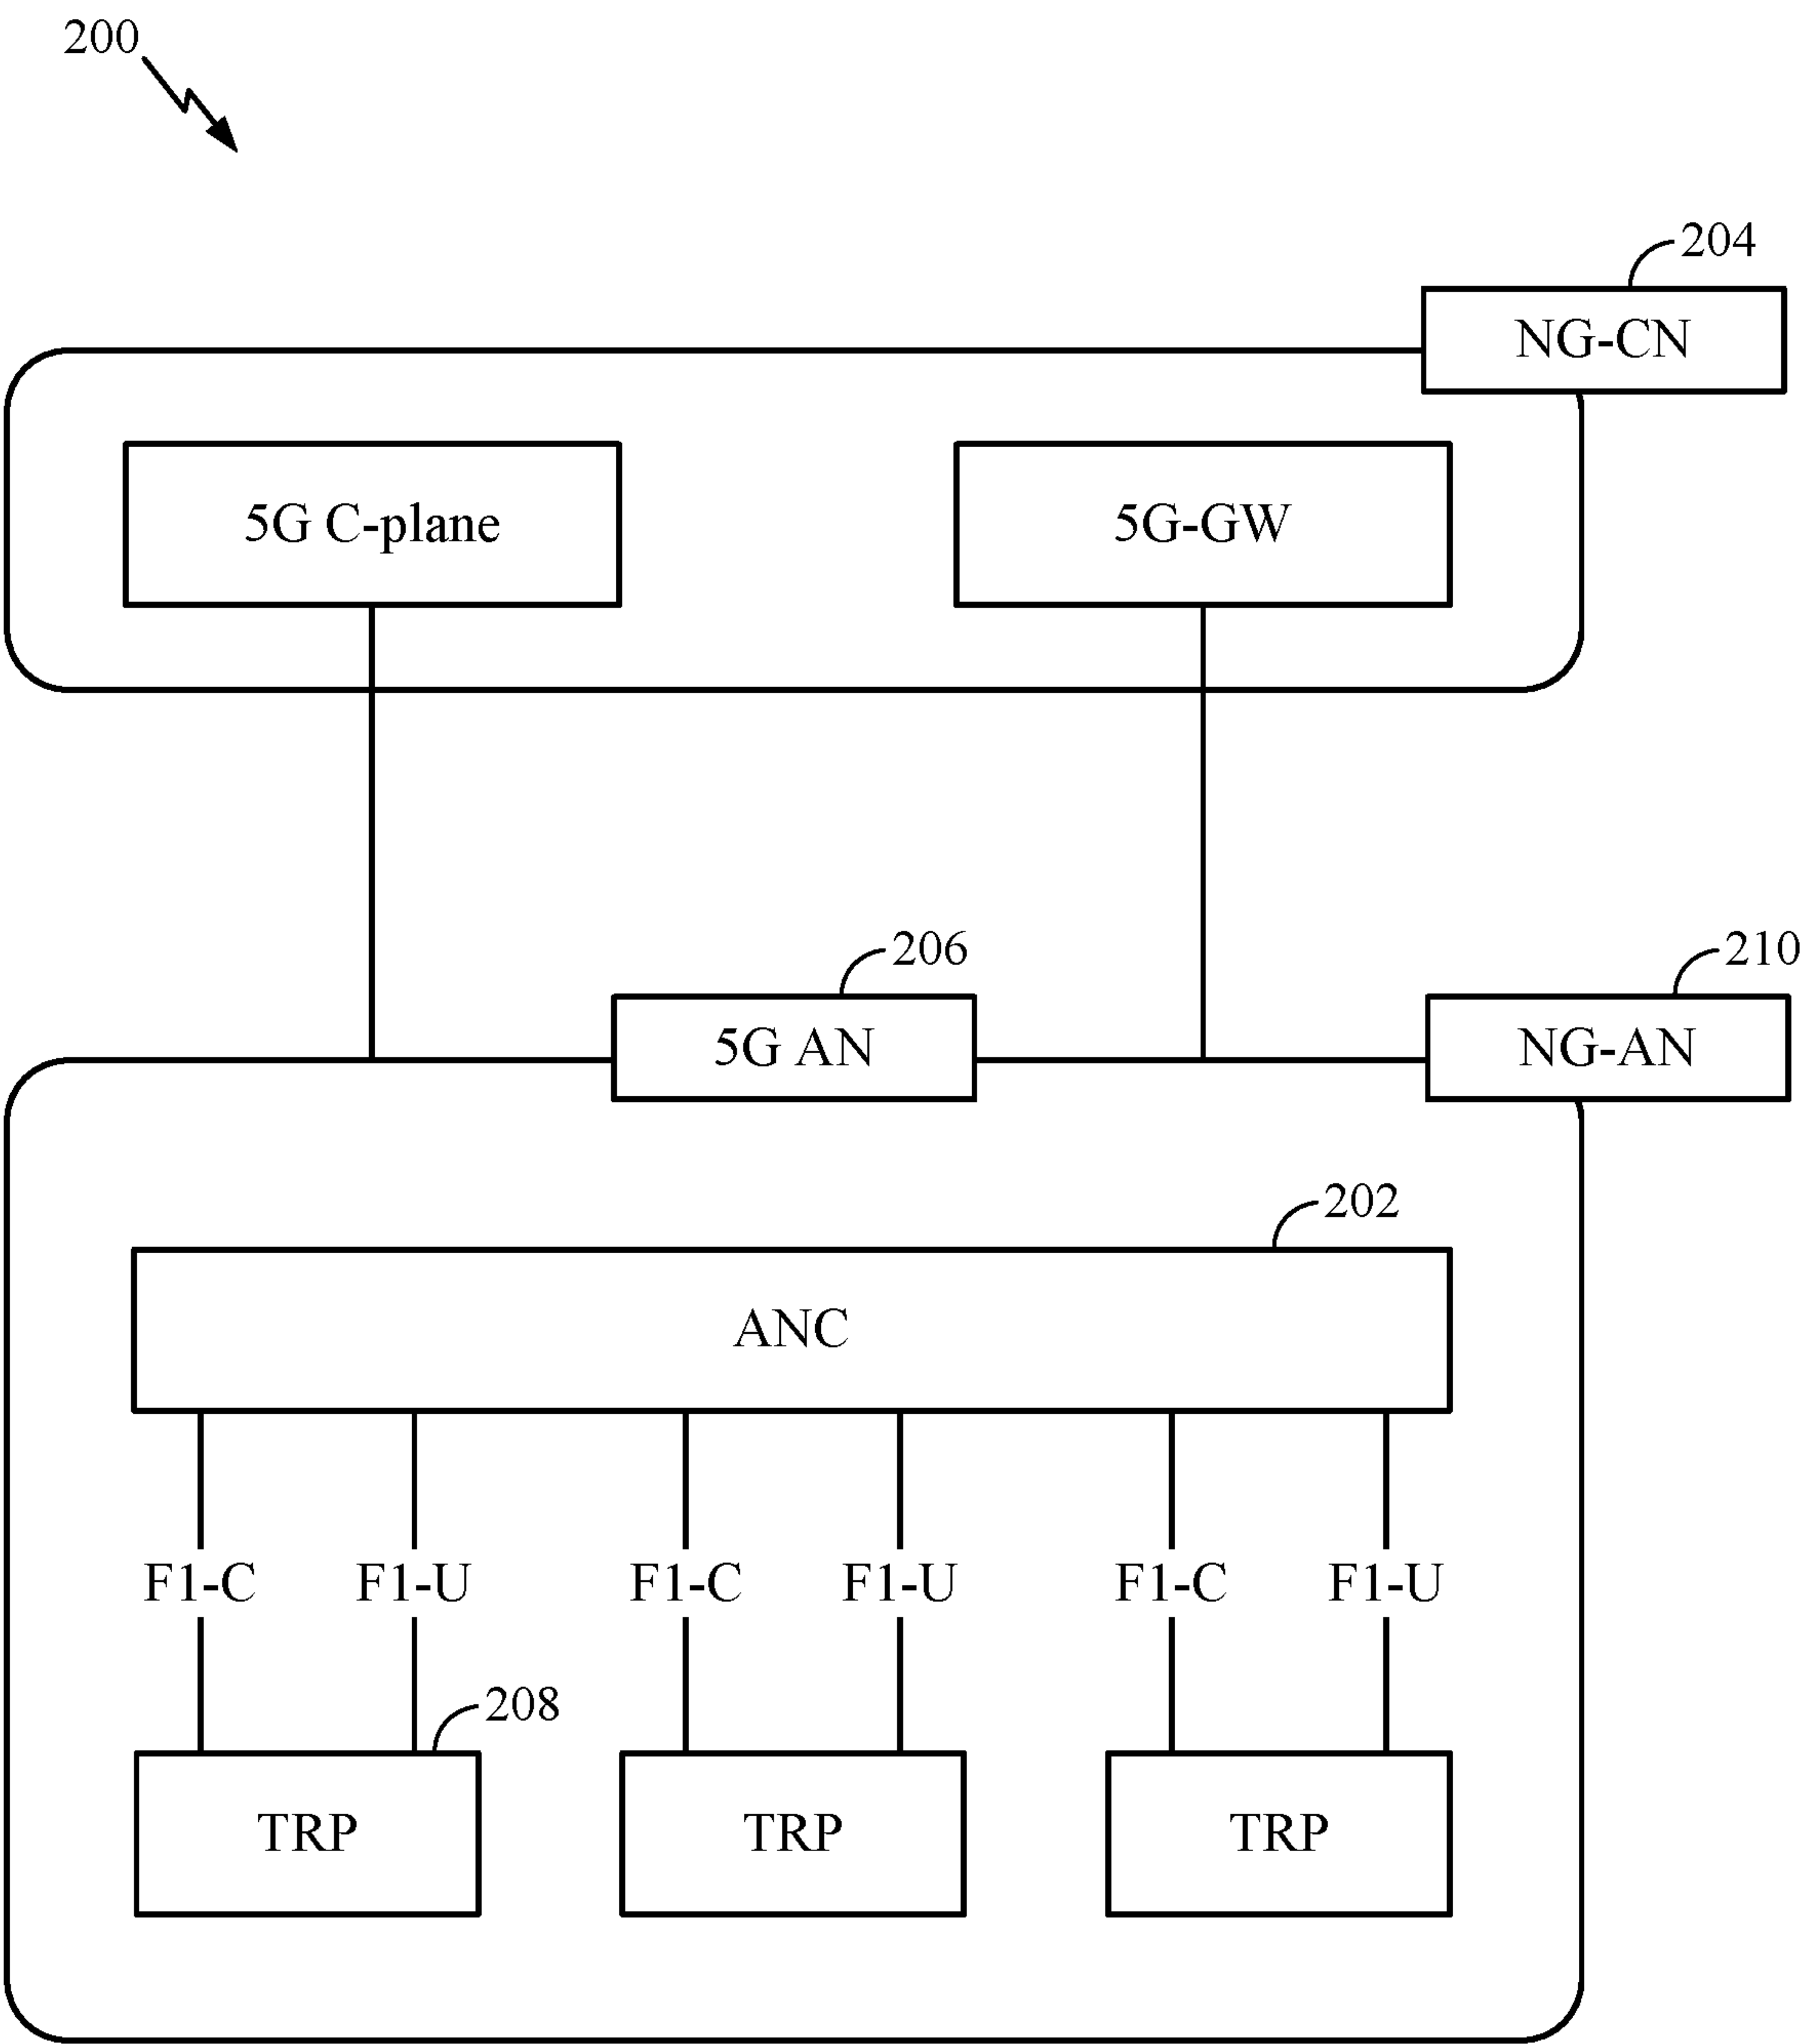 200
204
NG-CN
5G C-plane
5G-GW
206
210
5G AN
NG-AN
202
ANC
F1-C
F1-U
F1-C
F1-U
F1-C
F1-U
208
TRP
TRP
TRP